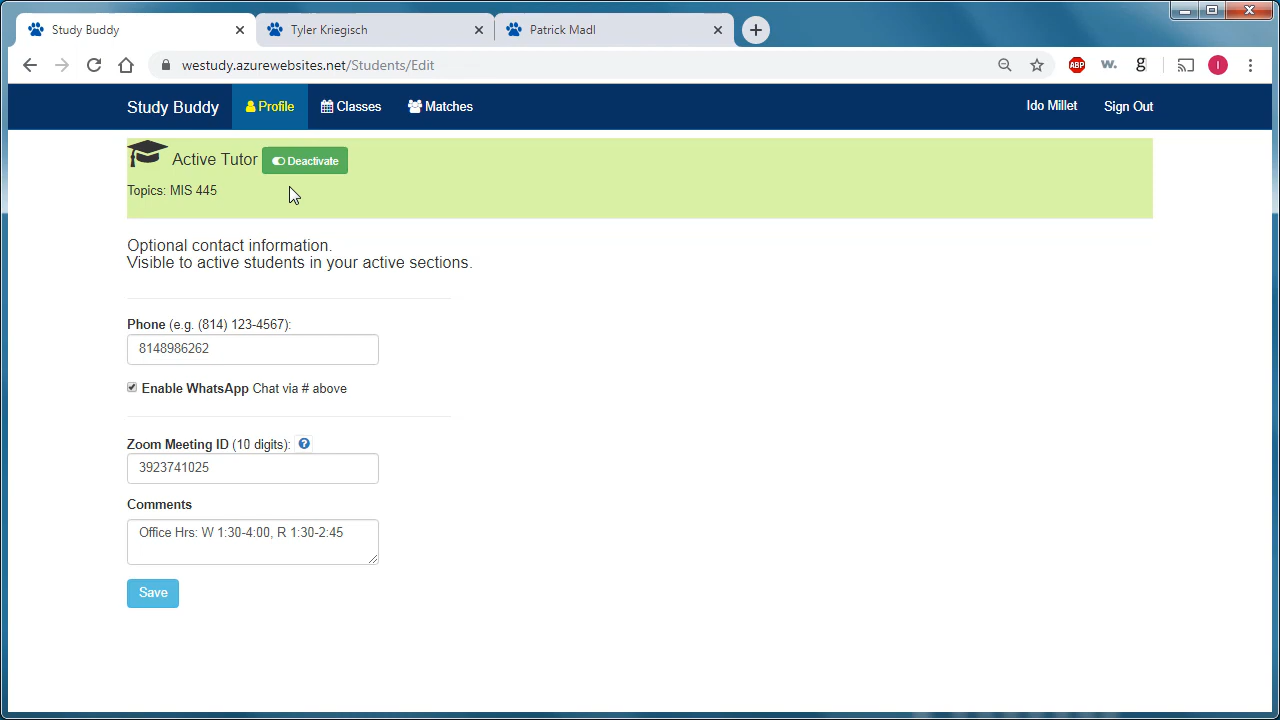 Study Buddy
Tyler Kriegisch
Patrick Madl
westudy.azurewebsites.net/Students/Edit
ABP
w.
g
I
Study Buddy
Profile
Classes
Matches
Ido Millet
Sign Out
Active Tutor
Deactivate
Topics: MIS 445
Optional contact information.
Visible to active students in your active sections.
Phone (e.g. (814) 123-4567):
8148986262
Enable WhatsApp Chat via # above
Zoom Meeting ID (10 digits): ?
3923741025
Comments
Office Hrs: W 1:30-4:00, R 1:30-2:45
Save